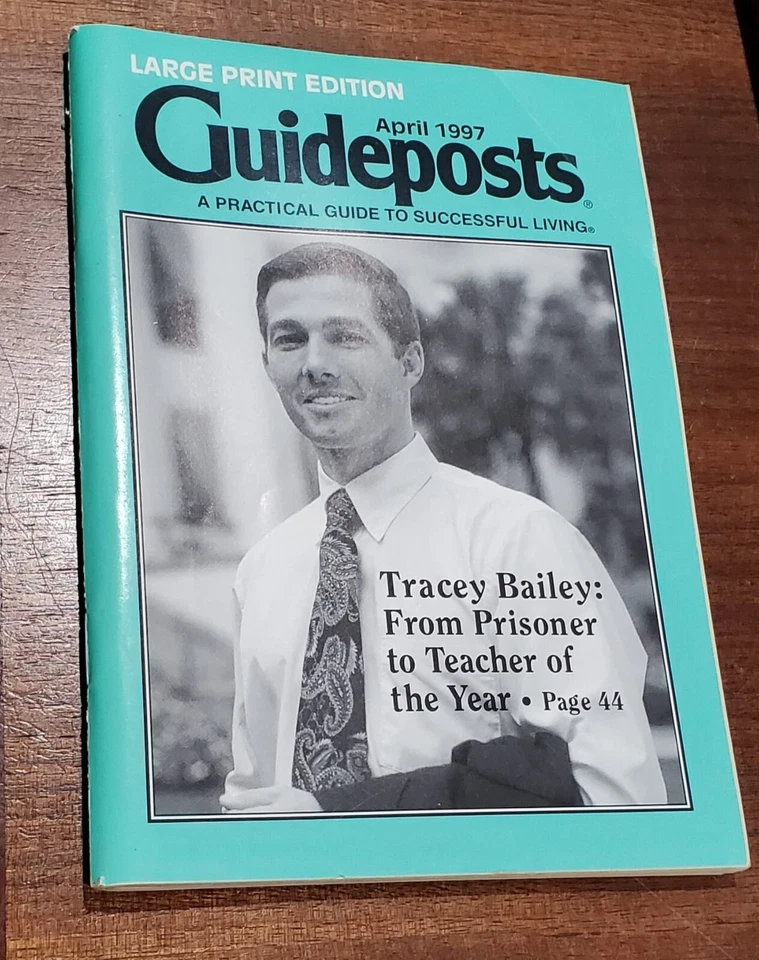 LARGE PRINT EDITION
April 1997
Guideposts®
A PRACTICAL GUIDE TO SUCCESSFUL LIVING®
Tracey Bailey:
From Prisoner
to Teacher of
the Year • Page 44